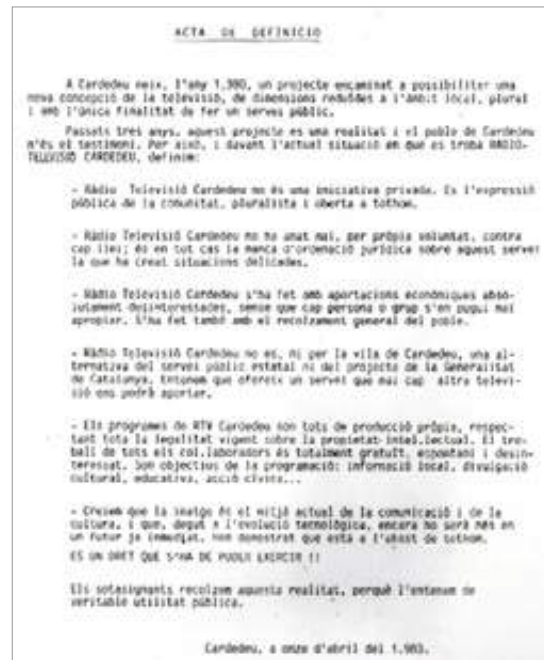 ACTA DE DEFINICIO
A Cardedeu neix, l'any 1.980, un projecte encaminat a possibiliter una
nova concepció de la televisió, de dimensions reduïdes a l'àmbit local, plural
i amb l'única finalitat de fer un servei públic.
Passats tres anys, aquest projecte es una realitat i el poble de Cardedeu
n'és el testimoni. Per això, i davant l'actual situació em que es troba RADIO-
TELEVISIÓ CARDEDEU, definim:
- Ràdio Televisió Cardedeu no és una iniciativa privada. Es l'expressió
pública de la comunitat, pluralista i oberta a tothom.
- Ràdio Televisió Cardedeu no ha anat mai, per pròpia voluntat, contra
cap llei; és en tot cas la manca d'ordenació jurídica sobre aquest servei
la que ha creat situacions delicades.
- Ràdio Televisió Cardedeu s'ha fet amb aportacions econòmiques abso-
lutament desinteressades, sense que cap persona o grup s'en pugui mai
apropiar. S'ha fet també amb el recolzament general del poble.
- Ràdio Televisió Cardedeu no es, ni per la vila de Cardedeu, una al-
ternativa del servei públic estatal ni del projecte de la Generalitat
de Catalunya. Entenem que ofereix un servei que mai cap altra televi-
sió ens podrà aportar.
- Els programes de RTV Cardedeu son tots de producció pròpia, respec-
tant tota la legalitat vigent sobre la propietat intel.lectual. El tre-
ball de tots els col.laboradors és totalment gratuït, espontani i desin-
teressat. Son objectius de la programació: informació local, divulgació
cultural, educativa, acció cívica...
- Creiem que la imatge és el mitjà actual de la comunicació i de la
cultura, i que, degut a l'evolució tecnològica, encara ho serà més en
un futur ja immediat. Hem demostrat que està a l'abast de tothom.
ES UN DRET QUE S'HA DE PODER EXERCIR !!
Els sotasignants recolzem aquesta realitat, perquè l'entenem de
veritable utilitat pública.
Cardedeu, a onze d'abril del 1.983.